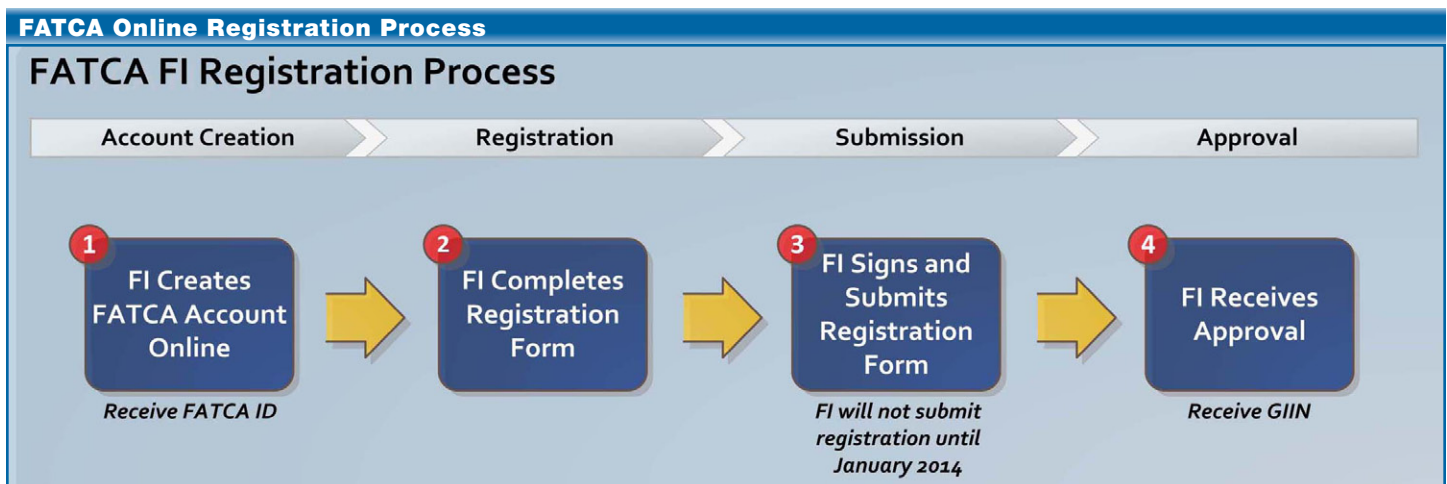 FATCA Online Registration Process
FATCA FI Registration Process
Account Creation
Registration
Submission
Approval
1
FI Creates
FATCA Account
Online
Receive FATCA ID
2
FI Completes
Registration
Form
3
FI Signs and
Submits
Registration
Form
FI will not submit
registration until
January 2014
4
FI Receives
Approval
Receive GIIN